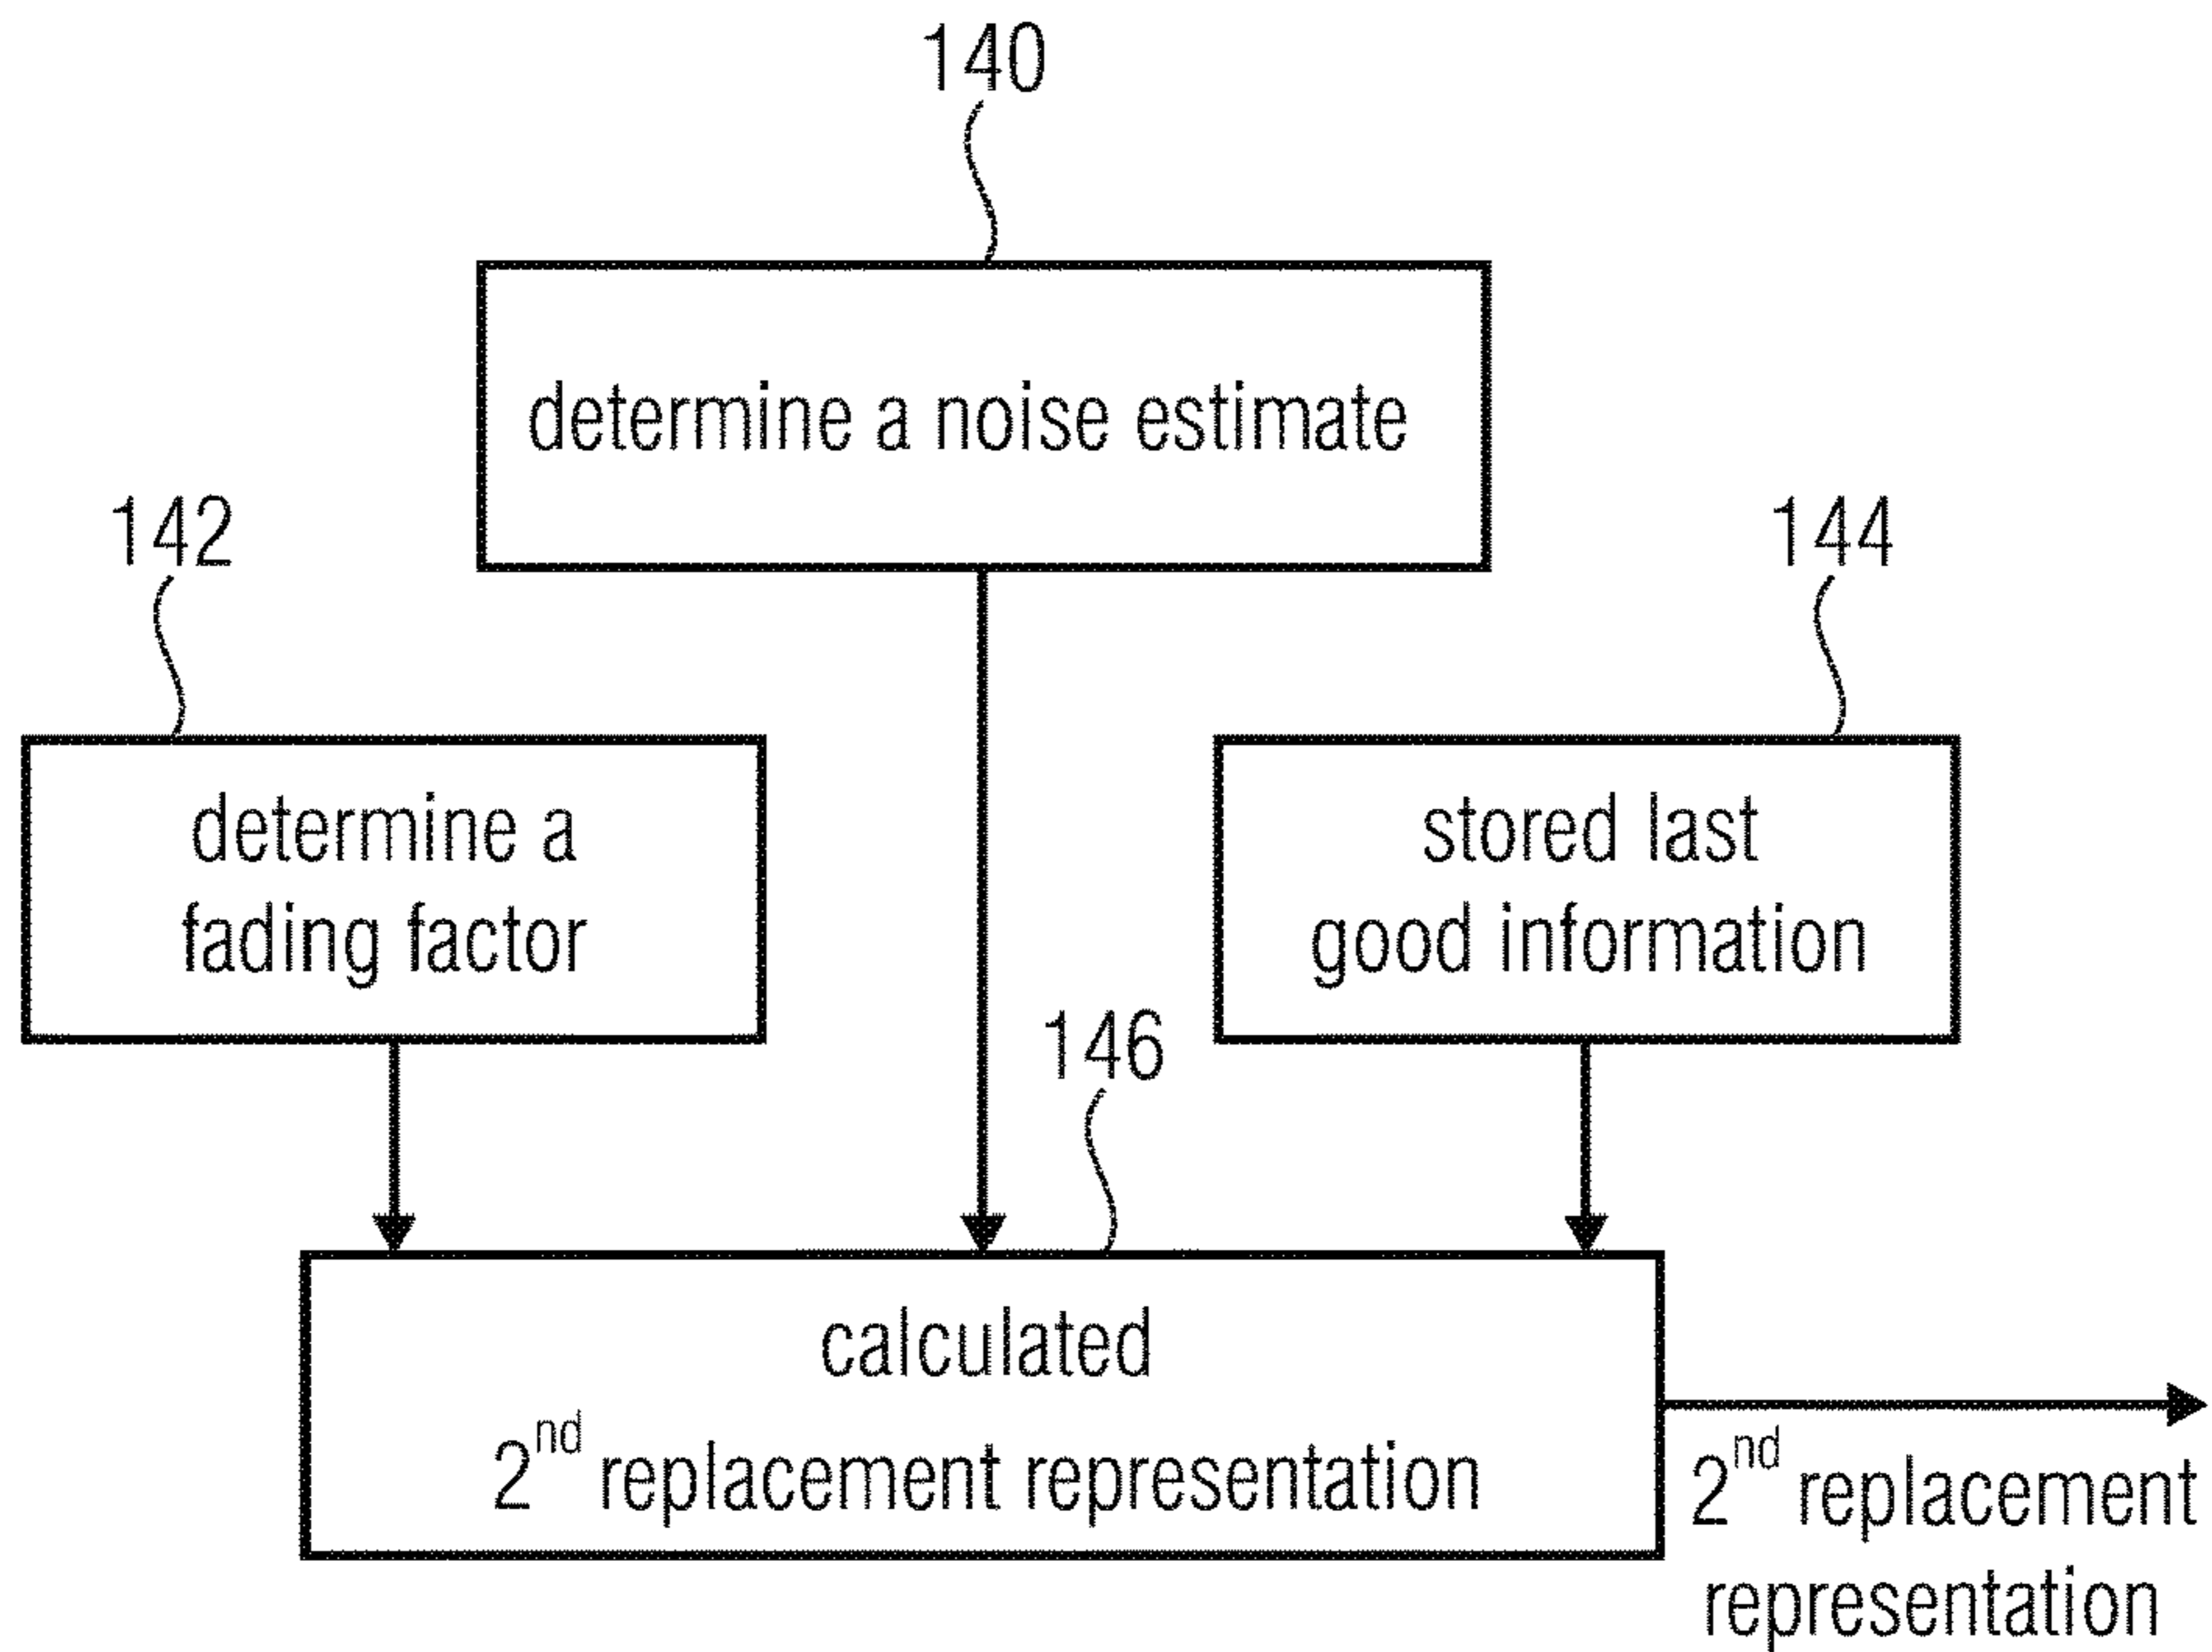 140
determine a noise estimate
142
144
determine a
fading factor
stored last
good information
146
calculated
2nd replacement representation
2nd replacement
representation